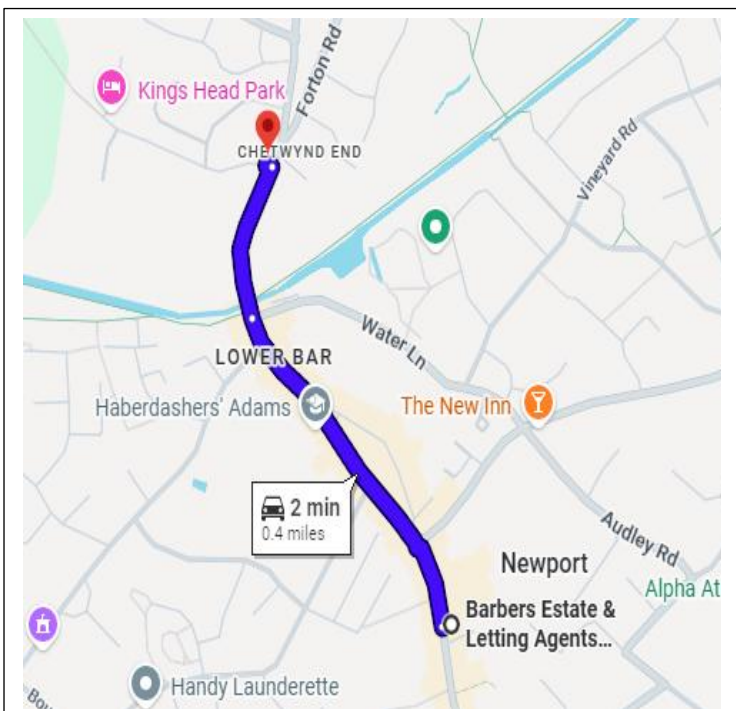 Kings Head Park
Forton Rd
CHETWYND END
Vineyard Rd
Water Ln
LOWER BAR
Haberdashers' Adams
The New Inn
2 min
0.4 miles
Audley Rd
Newport
Alpha At
Barbers Estate &
Letting Agents...
Handy Launderette
Bou